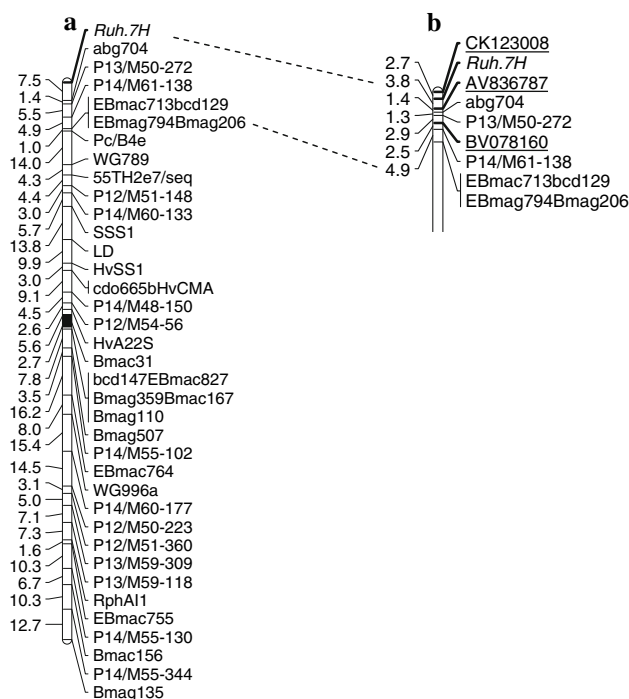 a
Ruh.7H
abg704
P13/M50-272
P14/M61-138
EBmac713bcd129
EBmag794Bmag206
Pc/B4e
WG789
55TH2e7/seq
P12/M51-148
P14/M60-133
SSS1
LD
HvSS1
cdo665bHvCMA
P14/M48-150
P12/M54-56
HvA22S
Bmac31
bcd147EBmac827
Bmag359Bmac167
Bmag110
Bmag507
P14/M55-102
EBmac764
WG996a
P14/M60-177
P12/M50-223
P12/M51-360
P13/M59-309
P13/M59-118
RphAI1
EBmac755
P14/M55-130
Bmac156
P14/M55-344
Bmag135
7.5
1.4
5.5
4.9
1.0
14.0
4.3
4.4
3.0
5.7
13.8
9.9
3.0
9.1
4.5
2.6
5.6
2.7
7.8
3.5
16.2
8.0
15.4
14.5
3.1
5.0
7.1
7.3
1.6
10.3
6.7
10.3
12.7
b
CK123008
Ruh.7H
AV836787
abg704
P13/M50-272
BV078160
P14/M61-138
EBmac713bcd129
EBmag794Bmag206
2.7
3.8
1.4
1.3
2.9
2.5
4.9